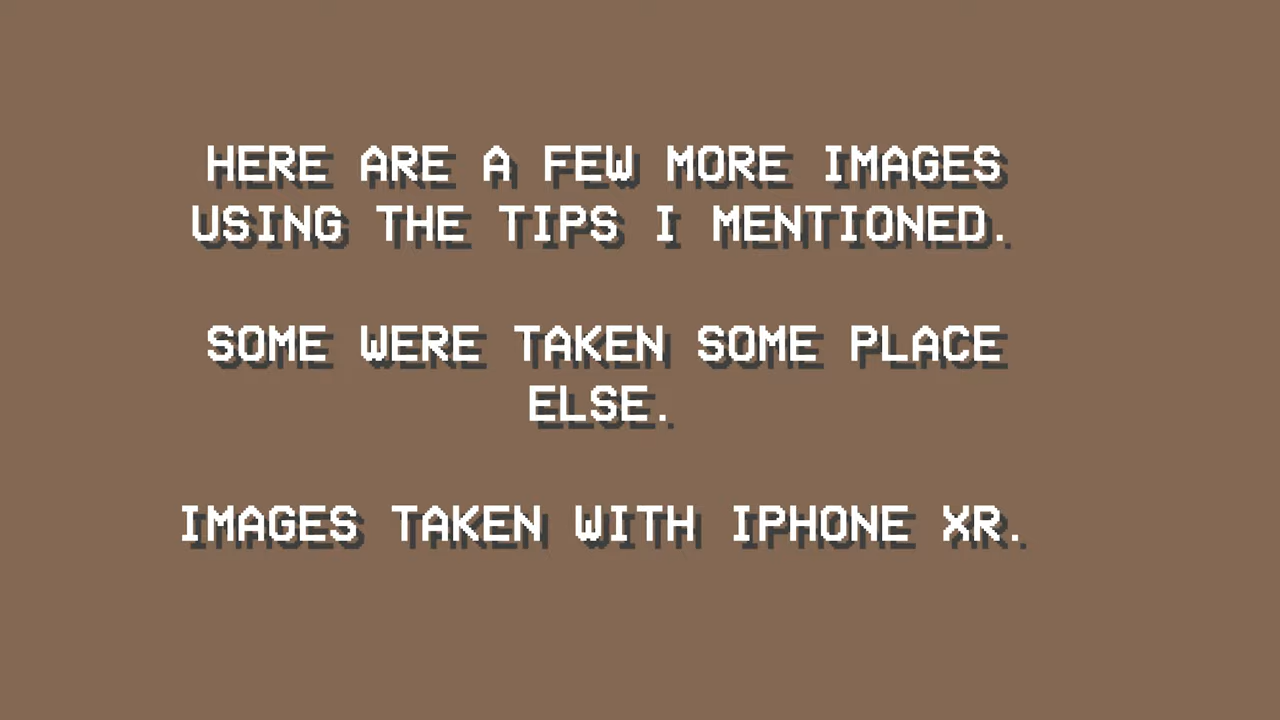 HERE ARE A FEW MORE IMAGES
USING THE TIPS I MENTIONED.
SOME WERE TAKEN SOME PLACE
ELSE.
IMAGES TAKEN WITH IPHONE XR.